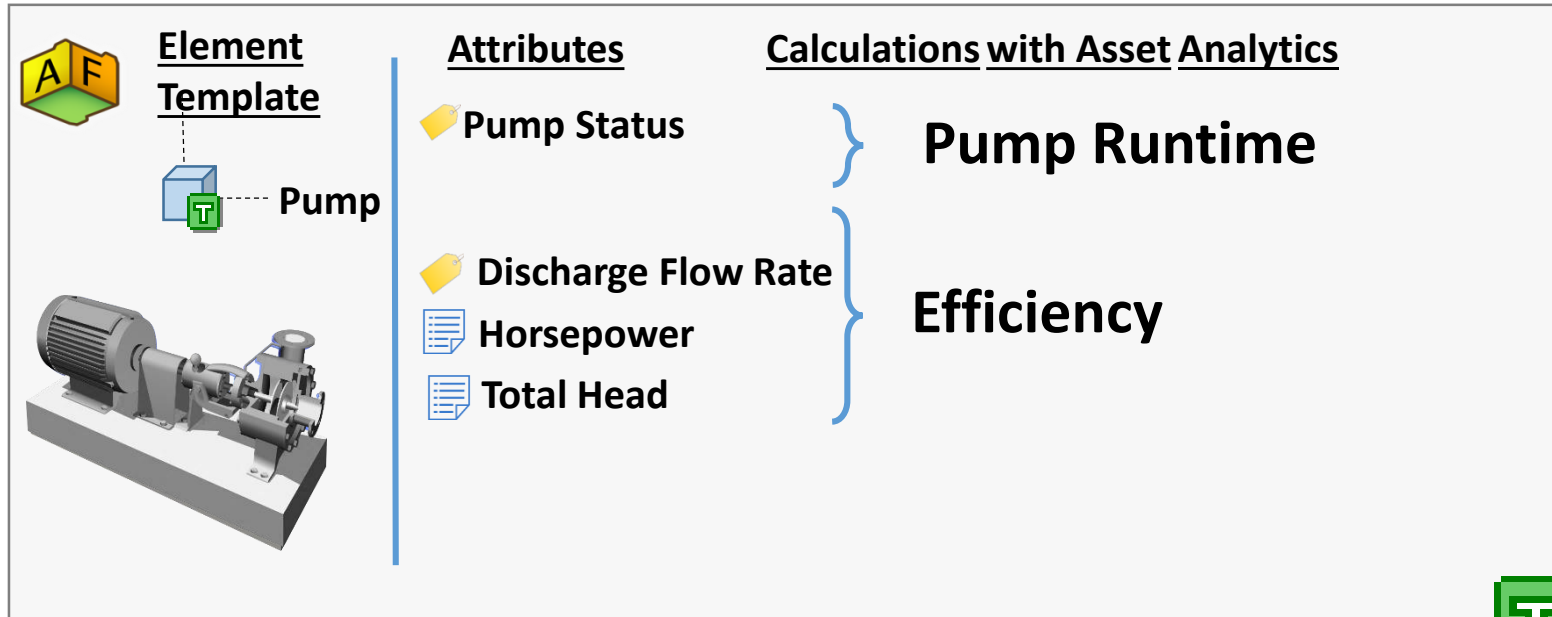 A F
Element
Template
Pump
Attributes
Calculations with Asset Analytics
Pump Status
Pump Runtime
Discharge Flow Rate
Horsepower
Total Head
Efficiency
T
T